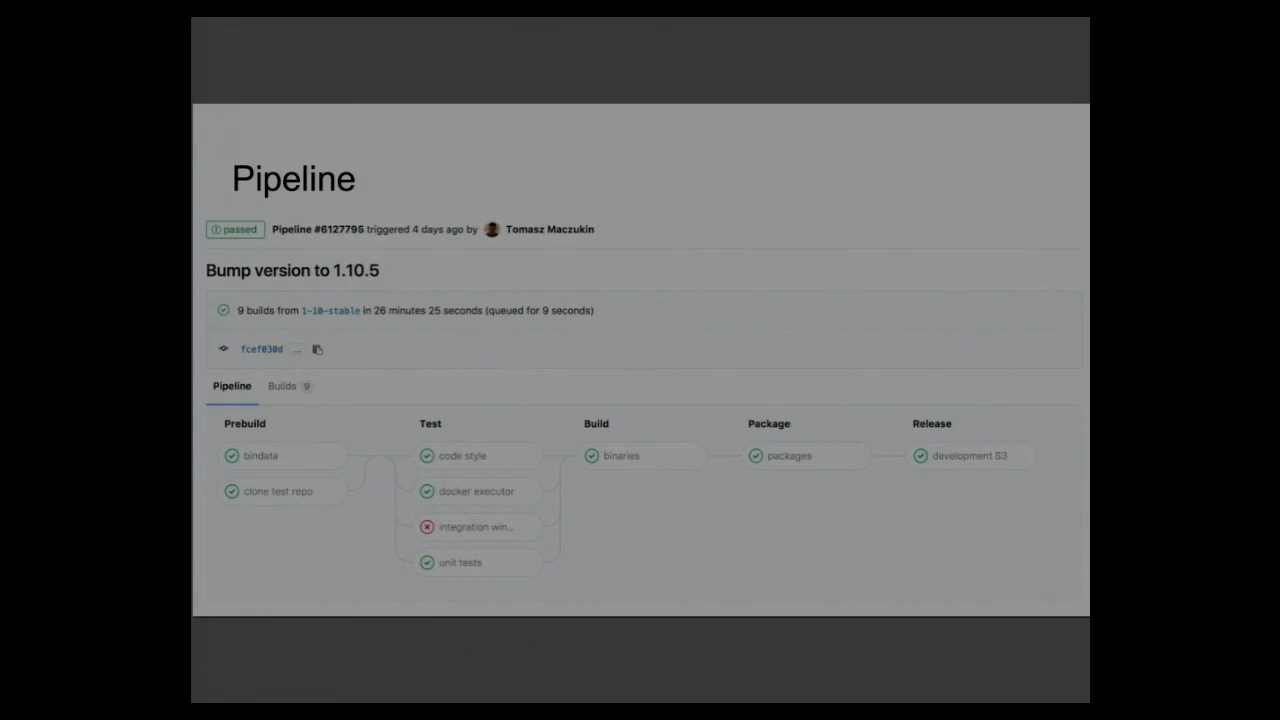 Pipeline
passed Pipeline #6127795 triggered 4 days ago by Tomasz Maczukin
Bump version to 1.10.5
9 builds from 1-10-stable in 26 minutes 25 seconds (queued for 9 seconds)
fcef030d ...
Pipeline Builds 9
Prebuild Test Build Package Release
bindata code style binaries packages development S3
clone test repo docker executor
integration win...
unit tests